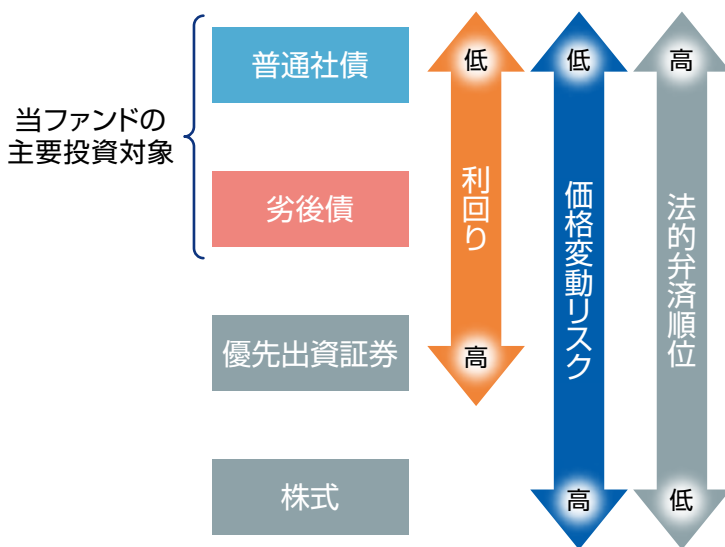 当ファンドの
主要投資対象
普通社債
劣後債
優先出資証券
株式
低
利回り
高
低
価格変動リスク
高
高
法的弁済順位
低